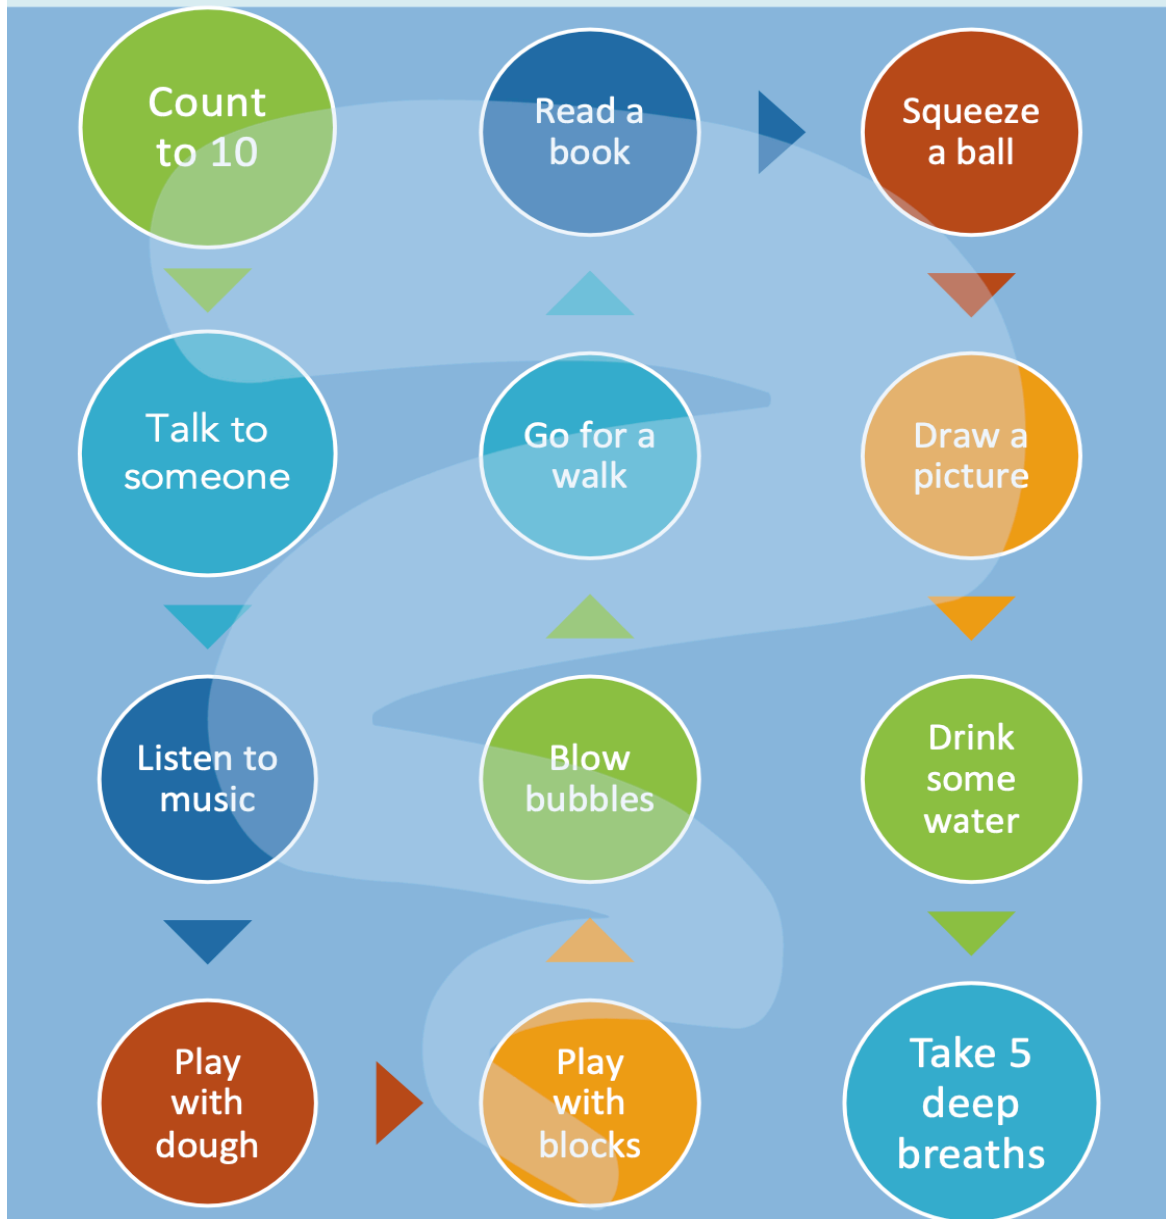 Count
to 10
Talk to
someone
Listen to
music
Play
with
dough
Play
with
blocks
Blow
bubbles
Go for a
walk
Read a
book
Squeeze
a ball
Draw a
picture
Drink
some
water
Take 5
deep
breaths